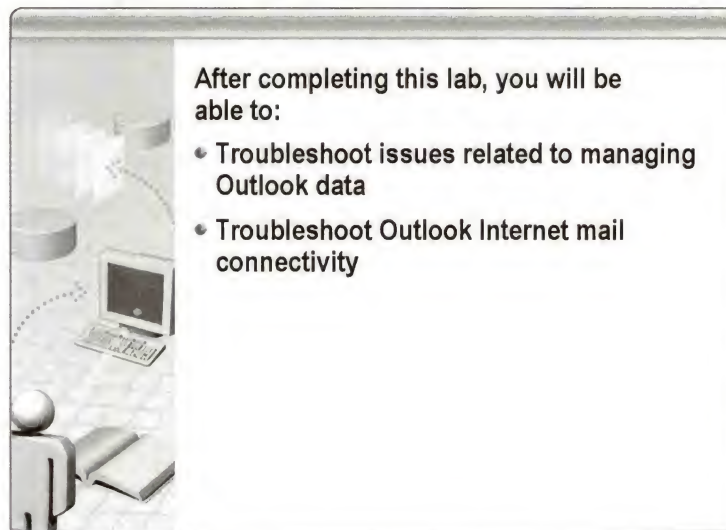 After completing this lab, you will be
able to:
Troubleshoot issues related to managing
Outlook data
Troubleshoot Outlook Internet mail
connectivity